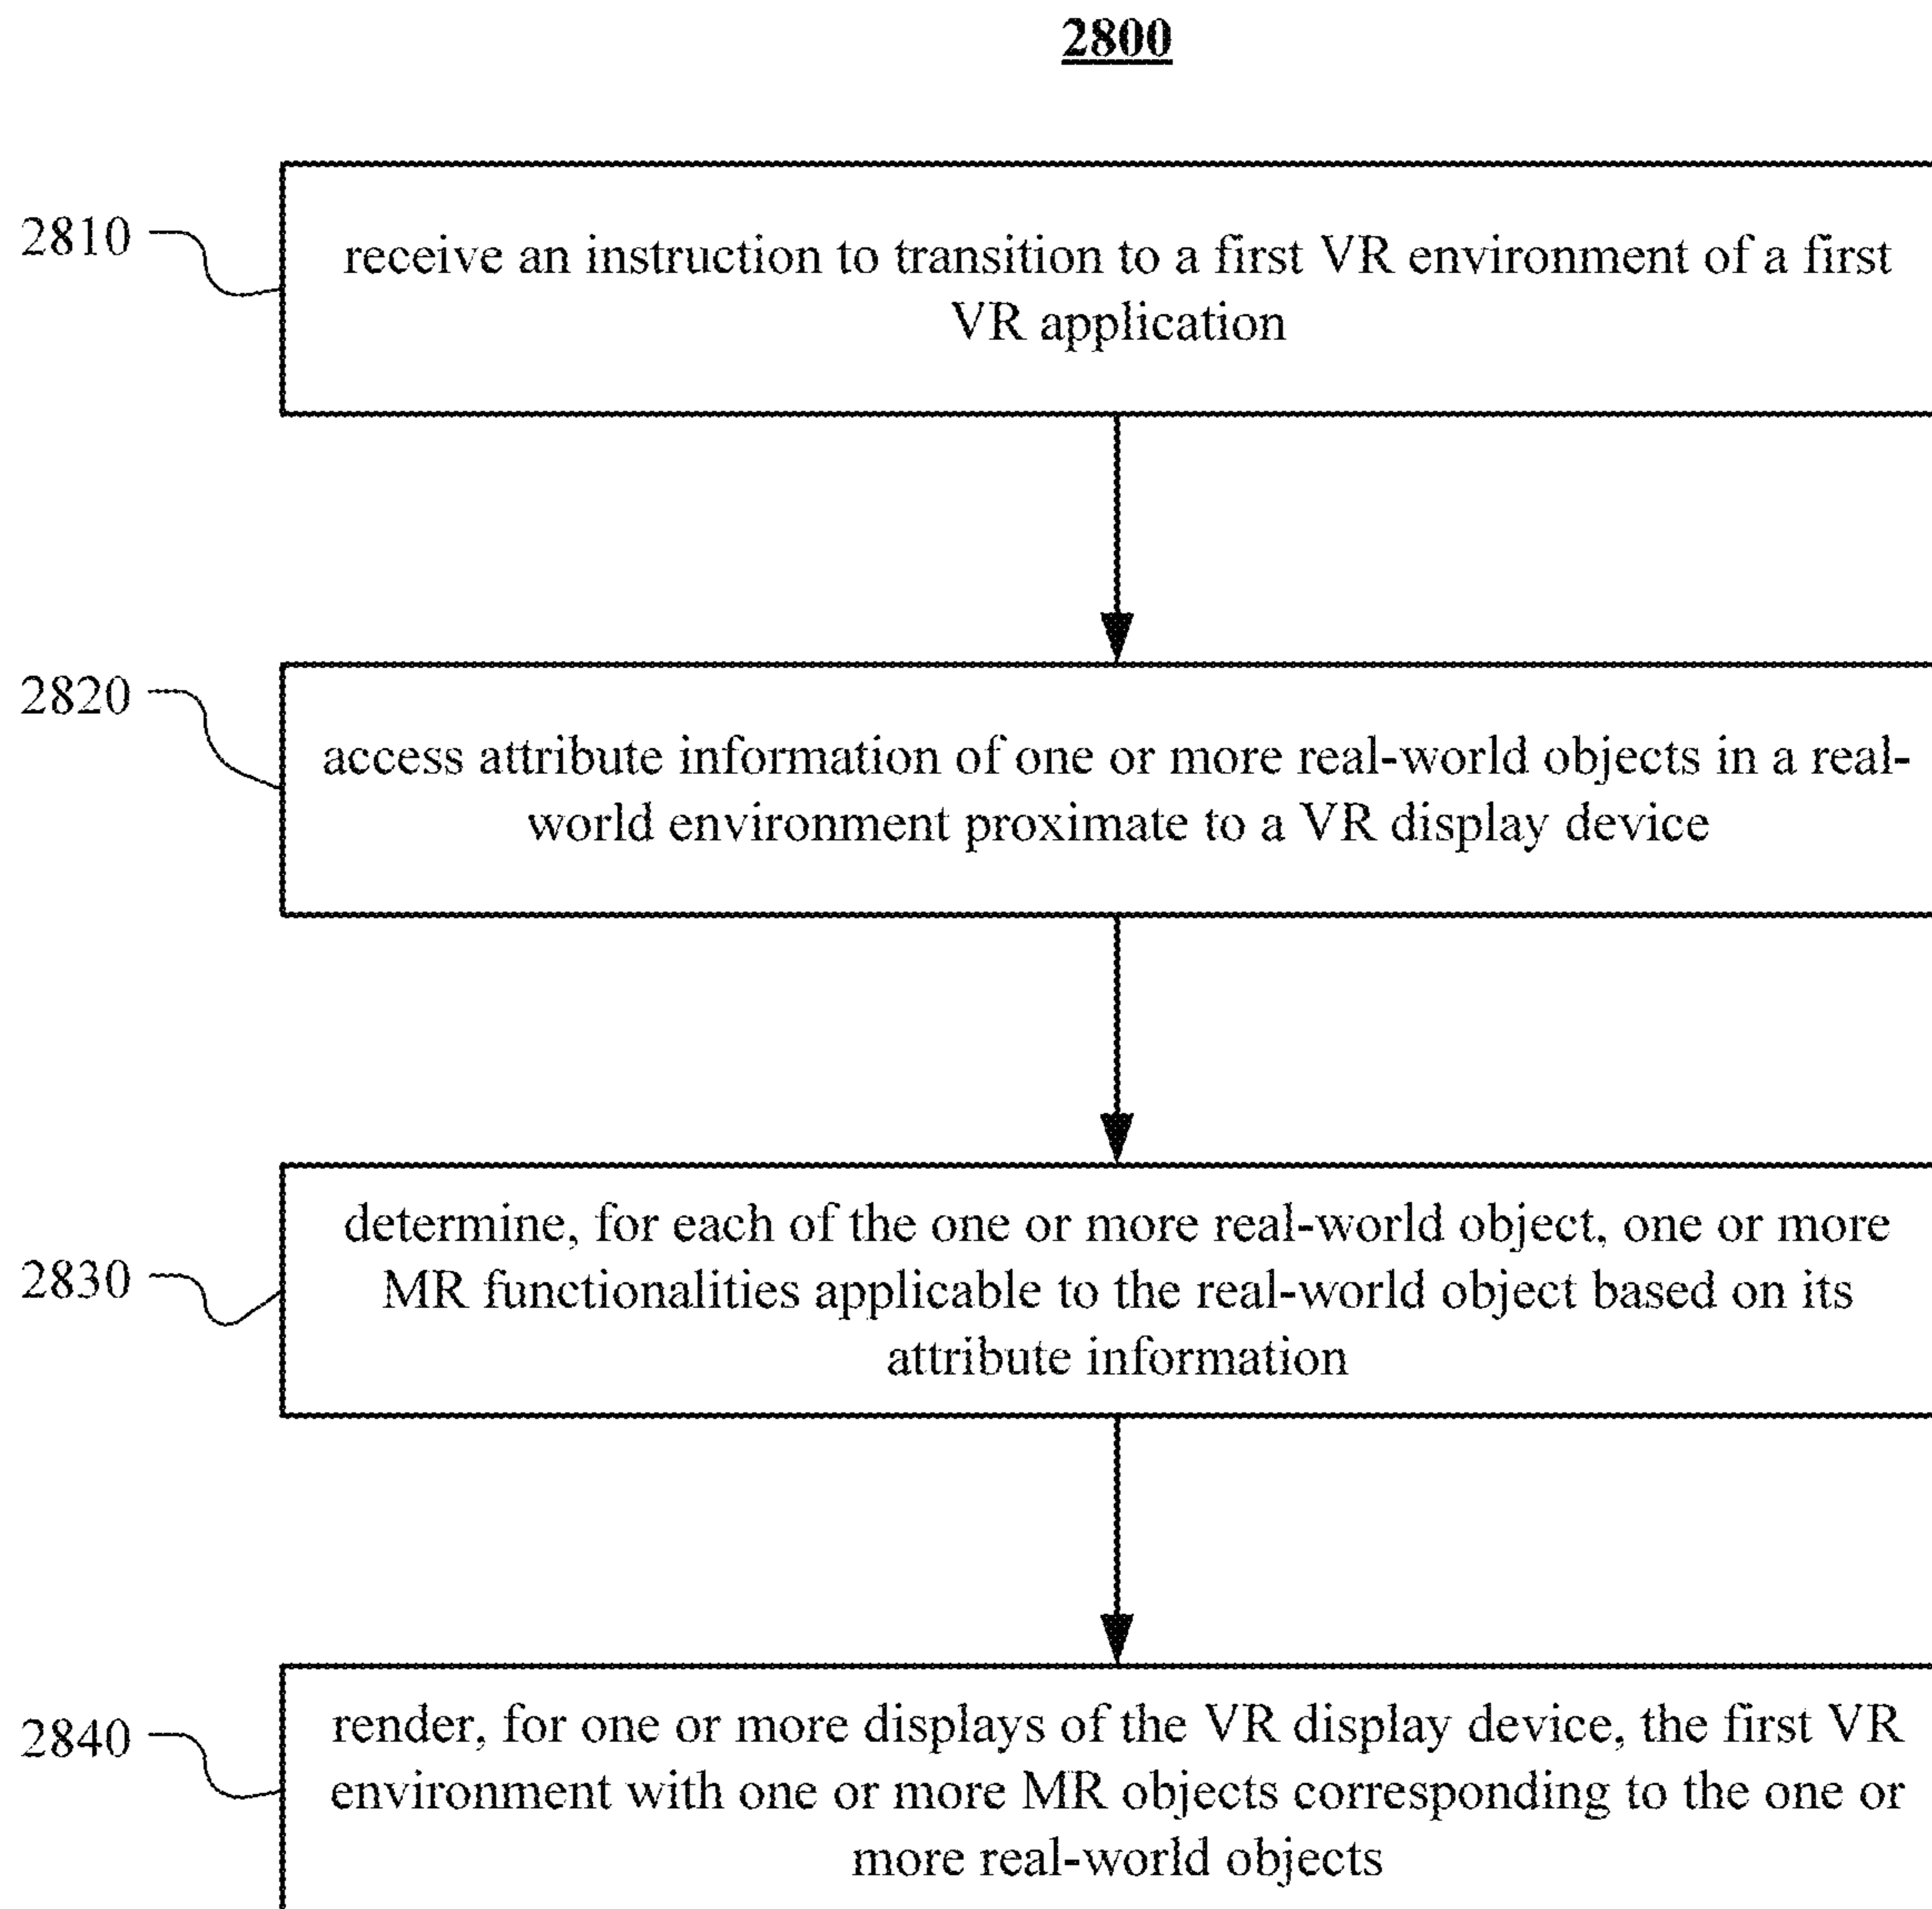 2800
2810
receive an instruction to transition to a first VR environment of a first
VR application
2820
access attribute information of one or more real-world objects in a real-
world environment proximate to a VR display device
2830
determine, for each of the one or more real-world object, one or more
MR functionalities applicable to the real-world object based on its
attribute information
2840
render, for one or more displays of the VR display device, the first VR
environment with one or more MR objects corresponding to the one or
more real-world objects